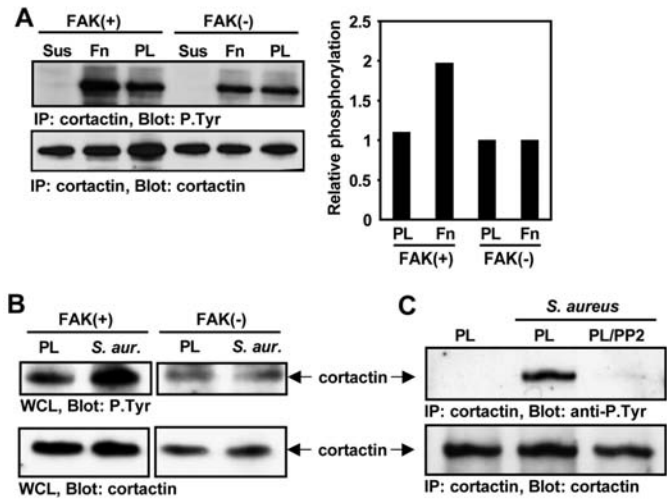 A
FAK(+) FAK(-)
Sus Fn PL Sus Fn PL
IP: cortactin, Blot: P.Tyr
IP: cortactin, Blot: cortactin
Relative phosphorylation
2.5
2
1.5
1
0.5
0
PL Fn PL Fn
FAK(+) FAK(-)
B
FAK(+) FAK(-)
PL S. aur. PL S. aur.
cortactin
WCL, Blot: P.Tyr
cortactin
WCL, Blot: cortactin
C
S. aureus
PL PL PL/PP2
IP: cortactin, Blot: anti-P.Tyr
IP: cortactin, Blot: cortactin